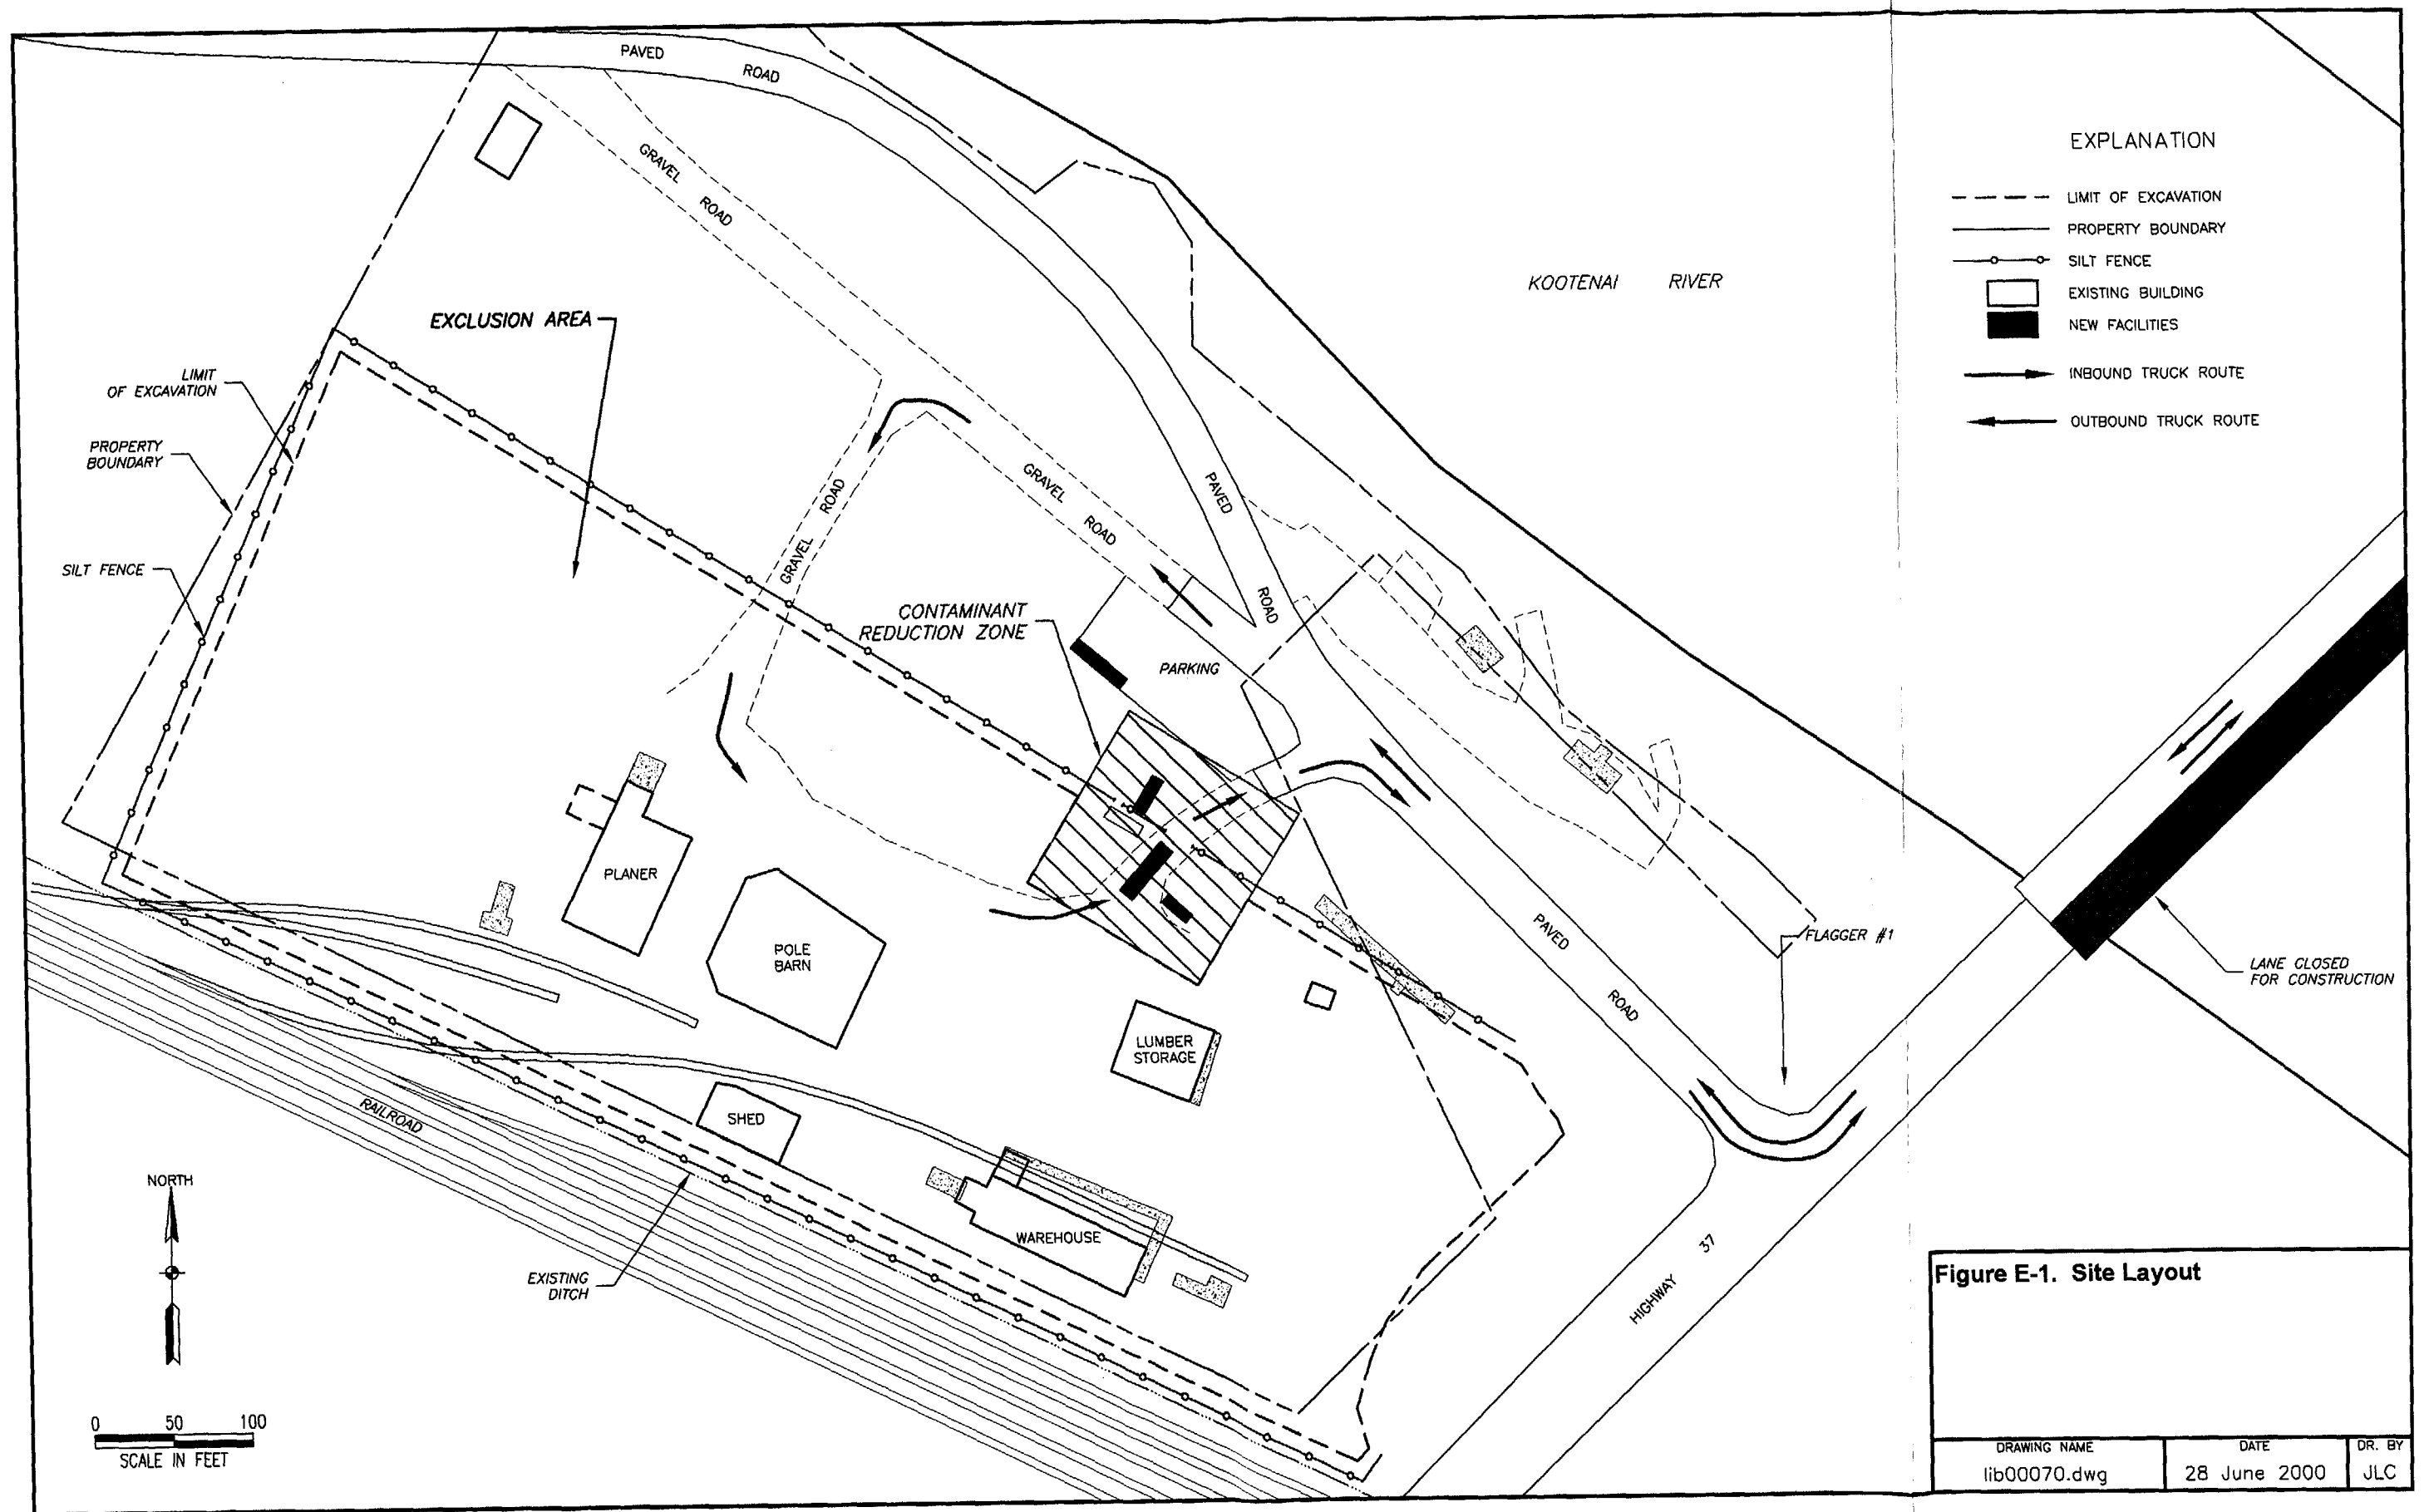 PAVED
ROAD
GRAVEL
ROAD
EXCLUSION AREA
LIMIT
OF EXCAVATION
PROPERTY
BOUNDARY
SILT FENCE
GRAVEL
ROAD
GRAVEL
ROAD
PAVED
ROAD
CONTAMINANT
REDUCTION ZONE
PARKING
KOOTENAI RIVER
EXPLANATION
LIMIT OF EXCAVATION
PROPERTY BOUNDARY
SILT FENCE
EXISTING BUILDING
NEW FACILITIES
INBOUND TRUCK ROUTE
OUTBOUND TRUCK ROUTE
PLANER
POLE
BARN
LUMBER
STORAGE
SHED
WAREHOUSE
RAILROAD
EXISTING
DITCH
PAVED
ROAD
FLAGGER #1
LANE CLOSED
FOR CONSTRUCTION
HIGHWAY 37
NORTH
0 50 100
SCALE IN FEET
Figure E-1. Site Layout
DRAWING NAME
lib00070.dwg
DATE
28 June 2000
DR. BY
JLC